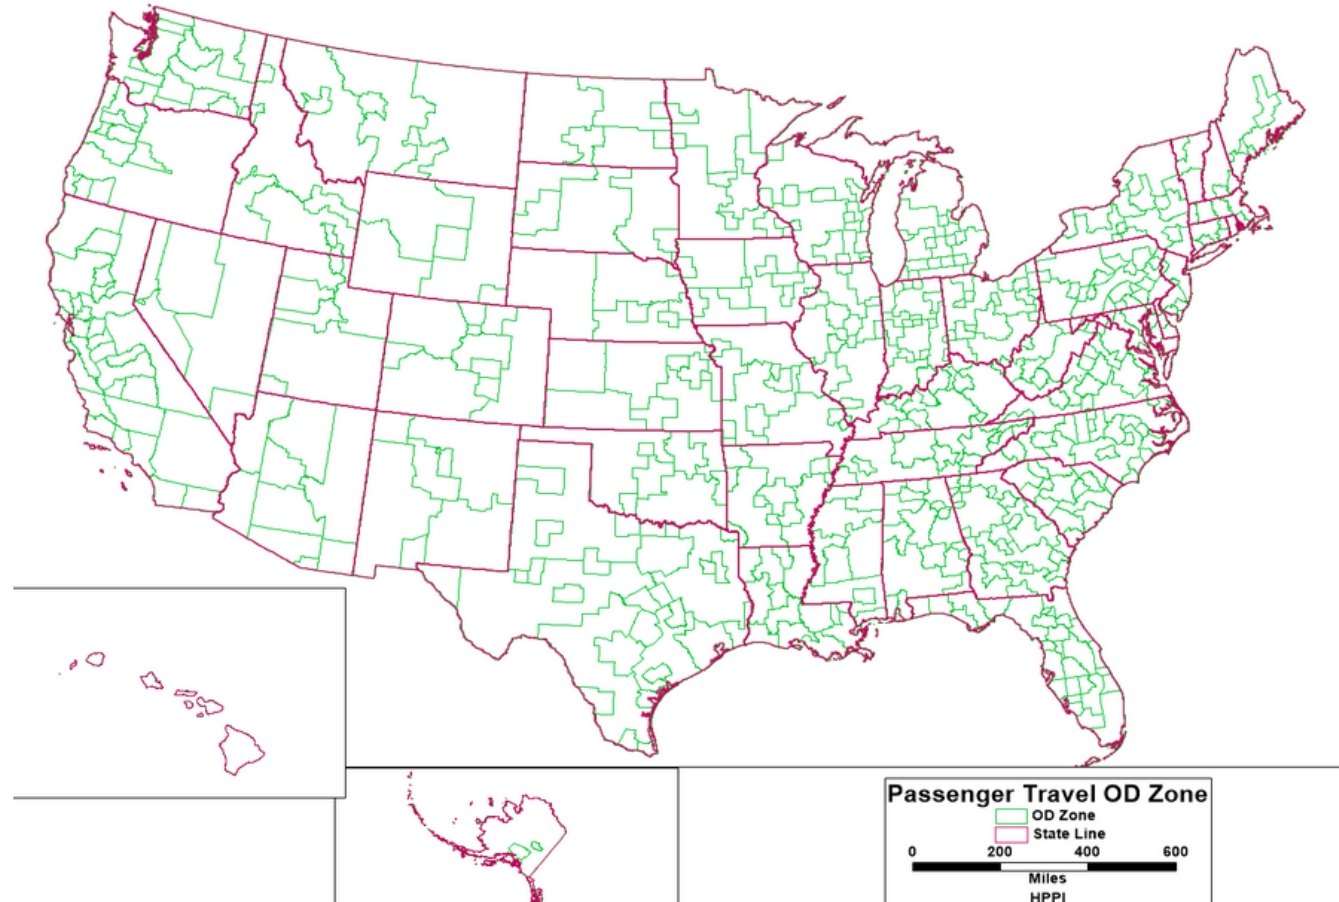 Passenger Travel OD Zone
OD Zone
State Line
0 200 400 600
Miles
HPPI